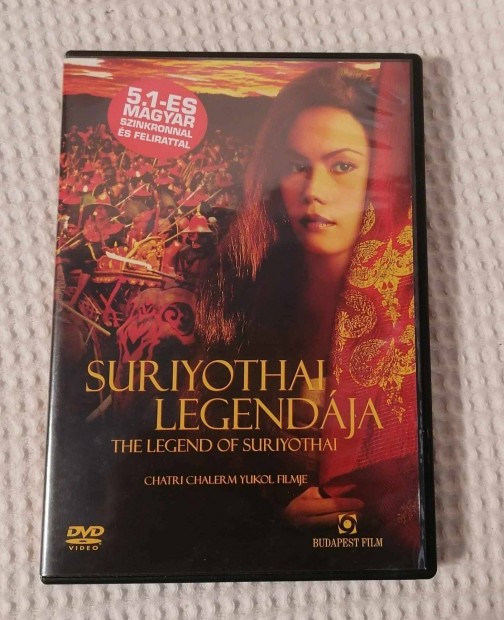 5.1-ES
MAGYAR
SZINKRONNAL
ÉS FELIRATTAL
SURIYOTHAI
LEGENDÁJA
THE LEGEND OF SURIYOTHAI
CHATRI CHALERM YUKOL FILMJE
DVD
VIDEO
BUDAPEST FILM